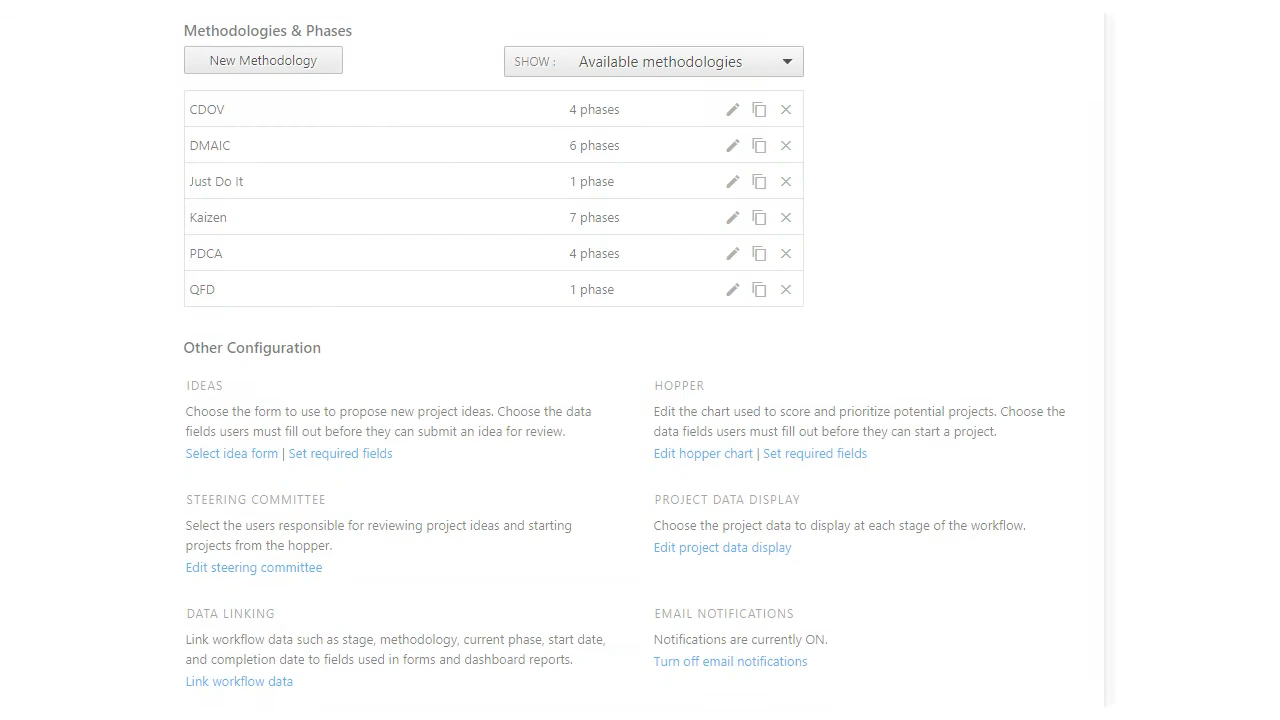 Methodologies & Phases
New Methodology
SHOW : Available methodologies
CDOV 4 phases
DMAIC 6 phases
Just Do It 1 phase
Kaizen 7 phases
PDCA 4 phases
QFD 1 phase
Other Configuration
IDEAS
Choose the form to use to propose new project ideas. Choose the data
fields users must fill out before they can submit an idea for review.
Select idea form | Set required fields
HOPPER
Edit the chart used to score and prioritize potential projects. Choose the
data fields users must fill out before they can start a project.
Edit hopper chart | Set required fields
STEERING COMMITTEE
Select the users responsible for reviewing project ideas and starting
projects from the hopper.
Edit steering committee
PROJECT DATA DISPLAY
Choose the project data to display at each stage of the workflow.
Edit project data display
DATA LINKING
Link workflow data such as stage, methodology, current phase, start date,
and completion date to fields used in forms and dashboard reports.
Link workflow data
EMAIL NOTIFICATIONS
Notifications are currently ON.
Turn off email notifications